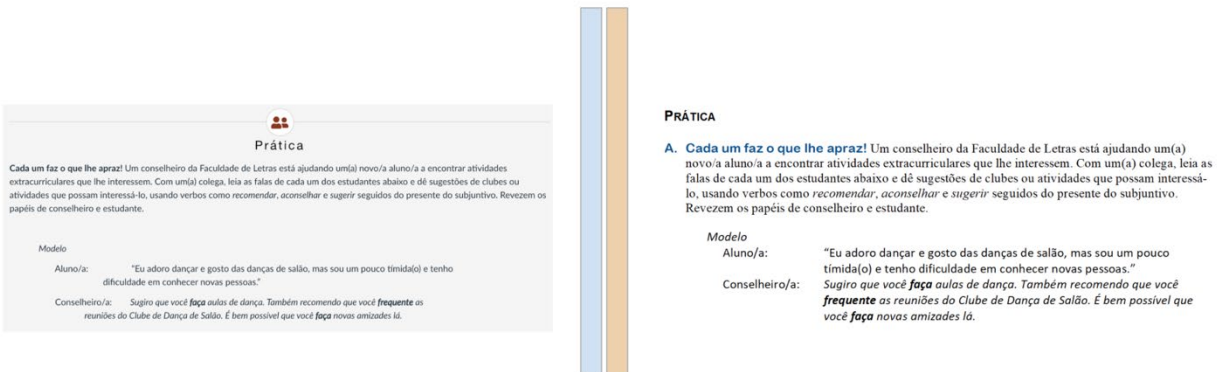 Prática
Cada um faz o que lhe apraz! Um conselheiro da Faculdade de Letras está ajudando um(a) novo/a aluno/a a encontrar atividades
extracurriculares que lhe interessem. Com um(a) colega, leia as falas de cada um dos estudantes abaixo e dê sugestões de clubes ou
atividades que possam interessá-lo, usando verbos como recomendar, aconselhar e sugerir seguidos do presente do subjuntivo. Revezem os
papéis de conselheiro e estudante.
Modelo
Aluno/a: "Eu adoro dançar e gosto das danças de salão, mas sou um pouco tímida(o) e tenho
dificuldade em conhecer novas pessoas."
Conselheiro/a: Sugiro que você faça aulas de dança. Também recomendo que você frequente as
reuniões do Clube de Dança de Salão. É bem possível que você faça novas amizades lá.
PRÁTICA
A. Cada um faz o que lhe apraz! Um conselheiro da Faculdade de Letras está ajudando um(a)
novo/a aluno/a a encontrar atividades extracurriculares que lhe interessem. Com um(a) colega, leia as
falas de cada um dos estudantes abaixo e dê sugestões de clubes ou atividades que possam interessá-
lo, usando verbos como recomendar, aconselhar e sugerir seguidos do presente do subjuntivo.
Revezem os papéis de conselheiro e estudante.
Modelo
Aluno/a: "Eu adoro dançar e gosto das danças de salão, mas sou um pouco
tímida(o) e tenho dificuldade em conhecer novas pessoas."
Conselheiro/a: Sugiro que você faça aulas de dança. Também recomendo que você
frequente as reuniões do Clube de Dança de Salão. É bem possível que
você faça novas amizades lá.